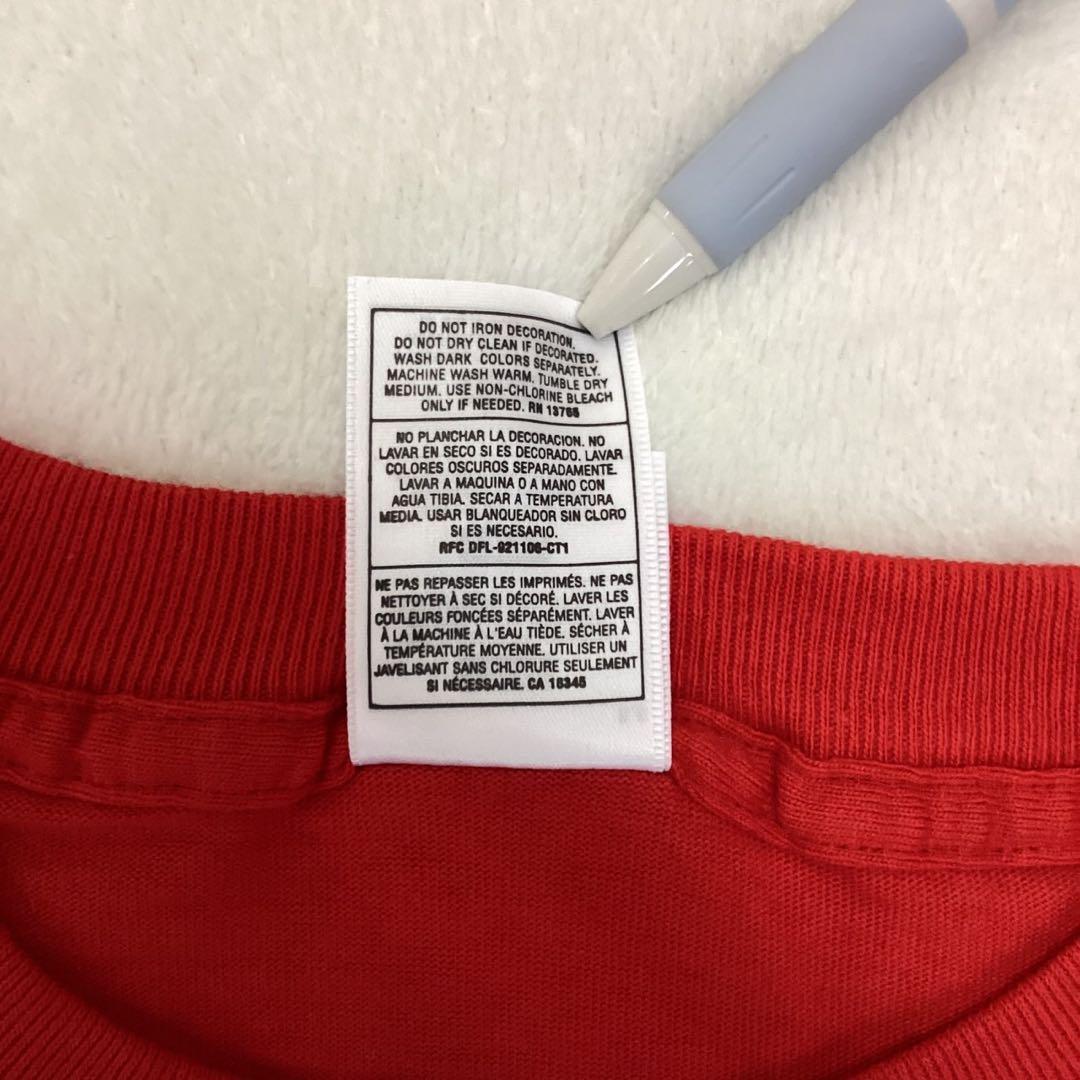 DO NOT IRON DECORATION.
DO NOT DRY CLEAN IF DECORATED.
WASH DARK COLORS SEPARATELY.
MACHINE WASH WARM. TUMBLE DRY
MEDIUM. USE NON-CHLORINE BLEACH
ONLY IF NEEDED. RN 13765
NO PLANCHAR LA DECORACION. NO
LAVAR EN SECO SI ES DECORADO. LAVAR
COLORES OSCUROS SEPARADAMENTE.
LAVAR A MAQUINA O A MANO CON
AGUA TIBIA. SECAR A TEMPERATURA
MEDIA. USAR BLANQUEADOR SIN CLORO
SI ES NECESARIO.
RFC DFL-921106-CT1
NE PAS REPASSER LES IMPRIMÉS. NE PAS
NETTOYER À SEC SI DÉCORÉ. LAVER LES
COULEURS FONCÉES SÉPARÉMENT. LAVER
À LA MACHINE À L'EAU TIÈDE. SÉCHER À
TEMPÉRATURE MOYENNE. UTILISER UN
JAVELISANT SANS CHLORURE SEULEMENT
SI NÉCESSAIRE. CA 16345